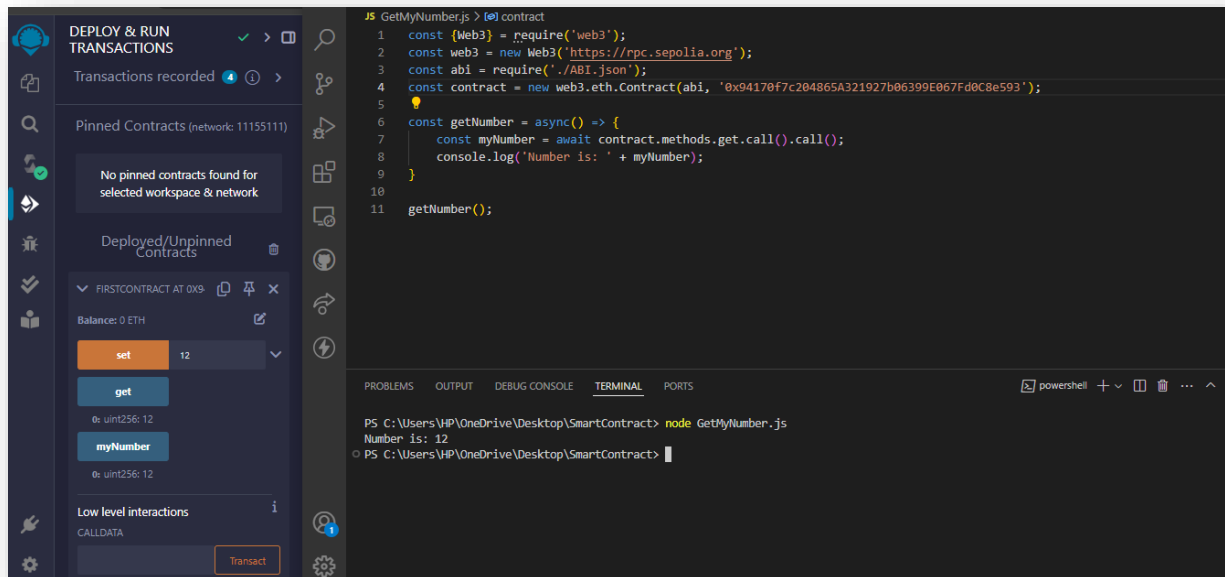 DEPLOY & RUN
TRANSACTIONS
Transactions recorded 4 i
Pinned Contracts (network: 11155111)
No pinned contracts found for
selected workspace & network
Deployed/Unpinned
Contracts
FIRSTCONTRACT AT 0X9
Balance: 0 ETH
set 12
get
0: uint256: 12
myNumber
0: uint256: 12
Low level interactions i
CALLDATA
Transact
1
JS GetMyNumber.js > contract
1 const {Web3} = require('web3');
2 const web3 = new Web3('https://rpc.sepolia.org');
3 const abi = require('./ABI.json');
4 const contract = new web3.eth.Contract(abi, '0x94170f7c204865A321927b06399E067Fd0C8e593');
5
6 const getNumber = async() => {
7 const myNumber = await contract.methods.get.call().call();
8 console.log('Number is: ' + myNumber);
9 }
10
11 getNumber();
PROBLEMS OUTPUT DEBUG CONSOLE TERMINAL PORTS powershell
PS C:\Users\HP\OneDrive\Desktop\SmartContract> node GetMyNumber.js
Number is: 12
PS C:\Users\HP\OneDrive\Desktop\SmartContract>